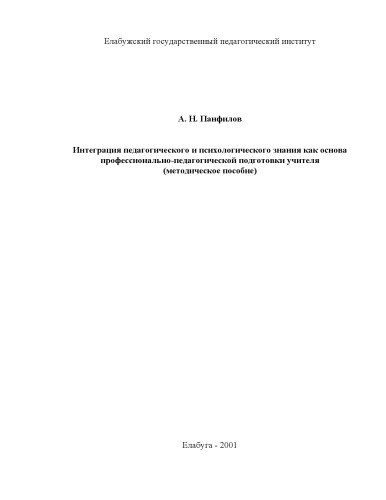 Елабужский государственный педагогический институт
А. Н. Панфилов
Интеграция педагогического и психологического знания как основа
профессионально-педагогической подготовки учителя
(методическое пособие)
Елабуга - 2001